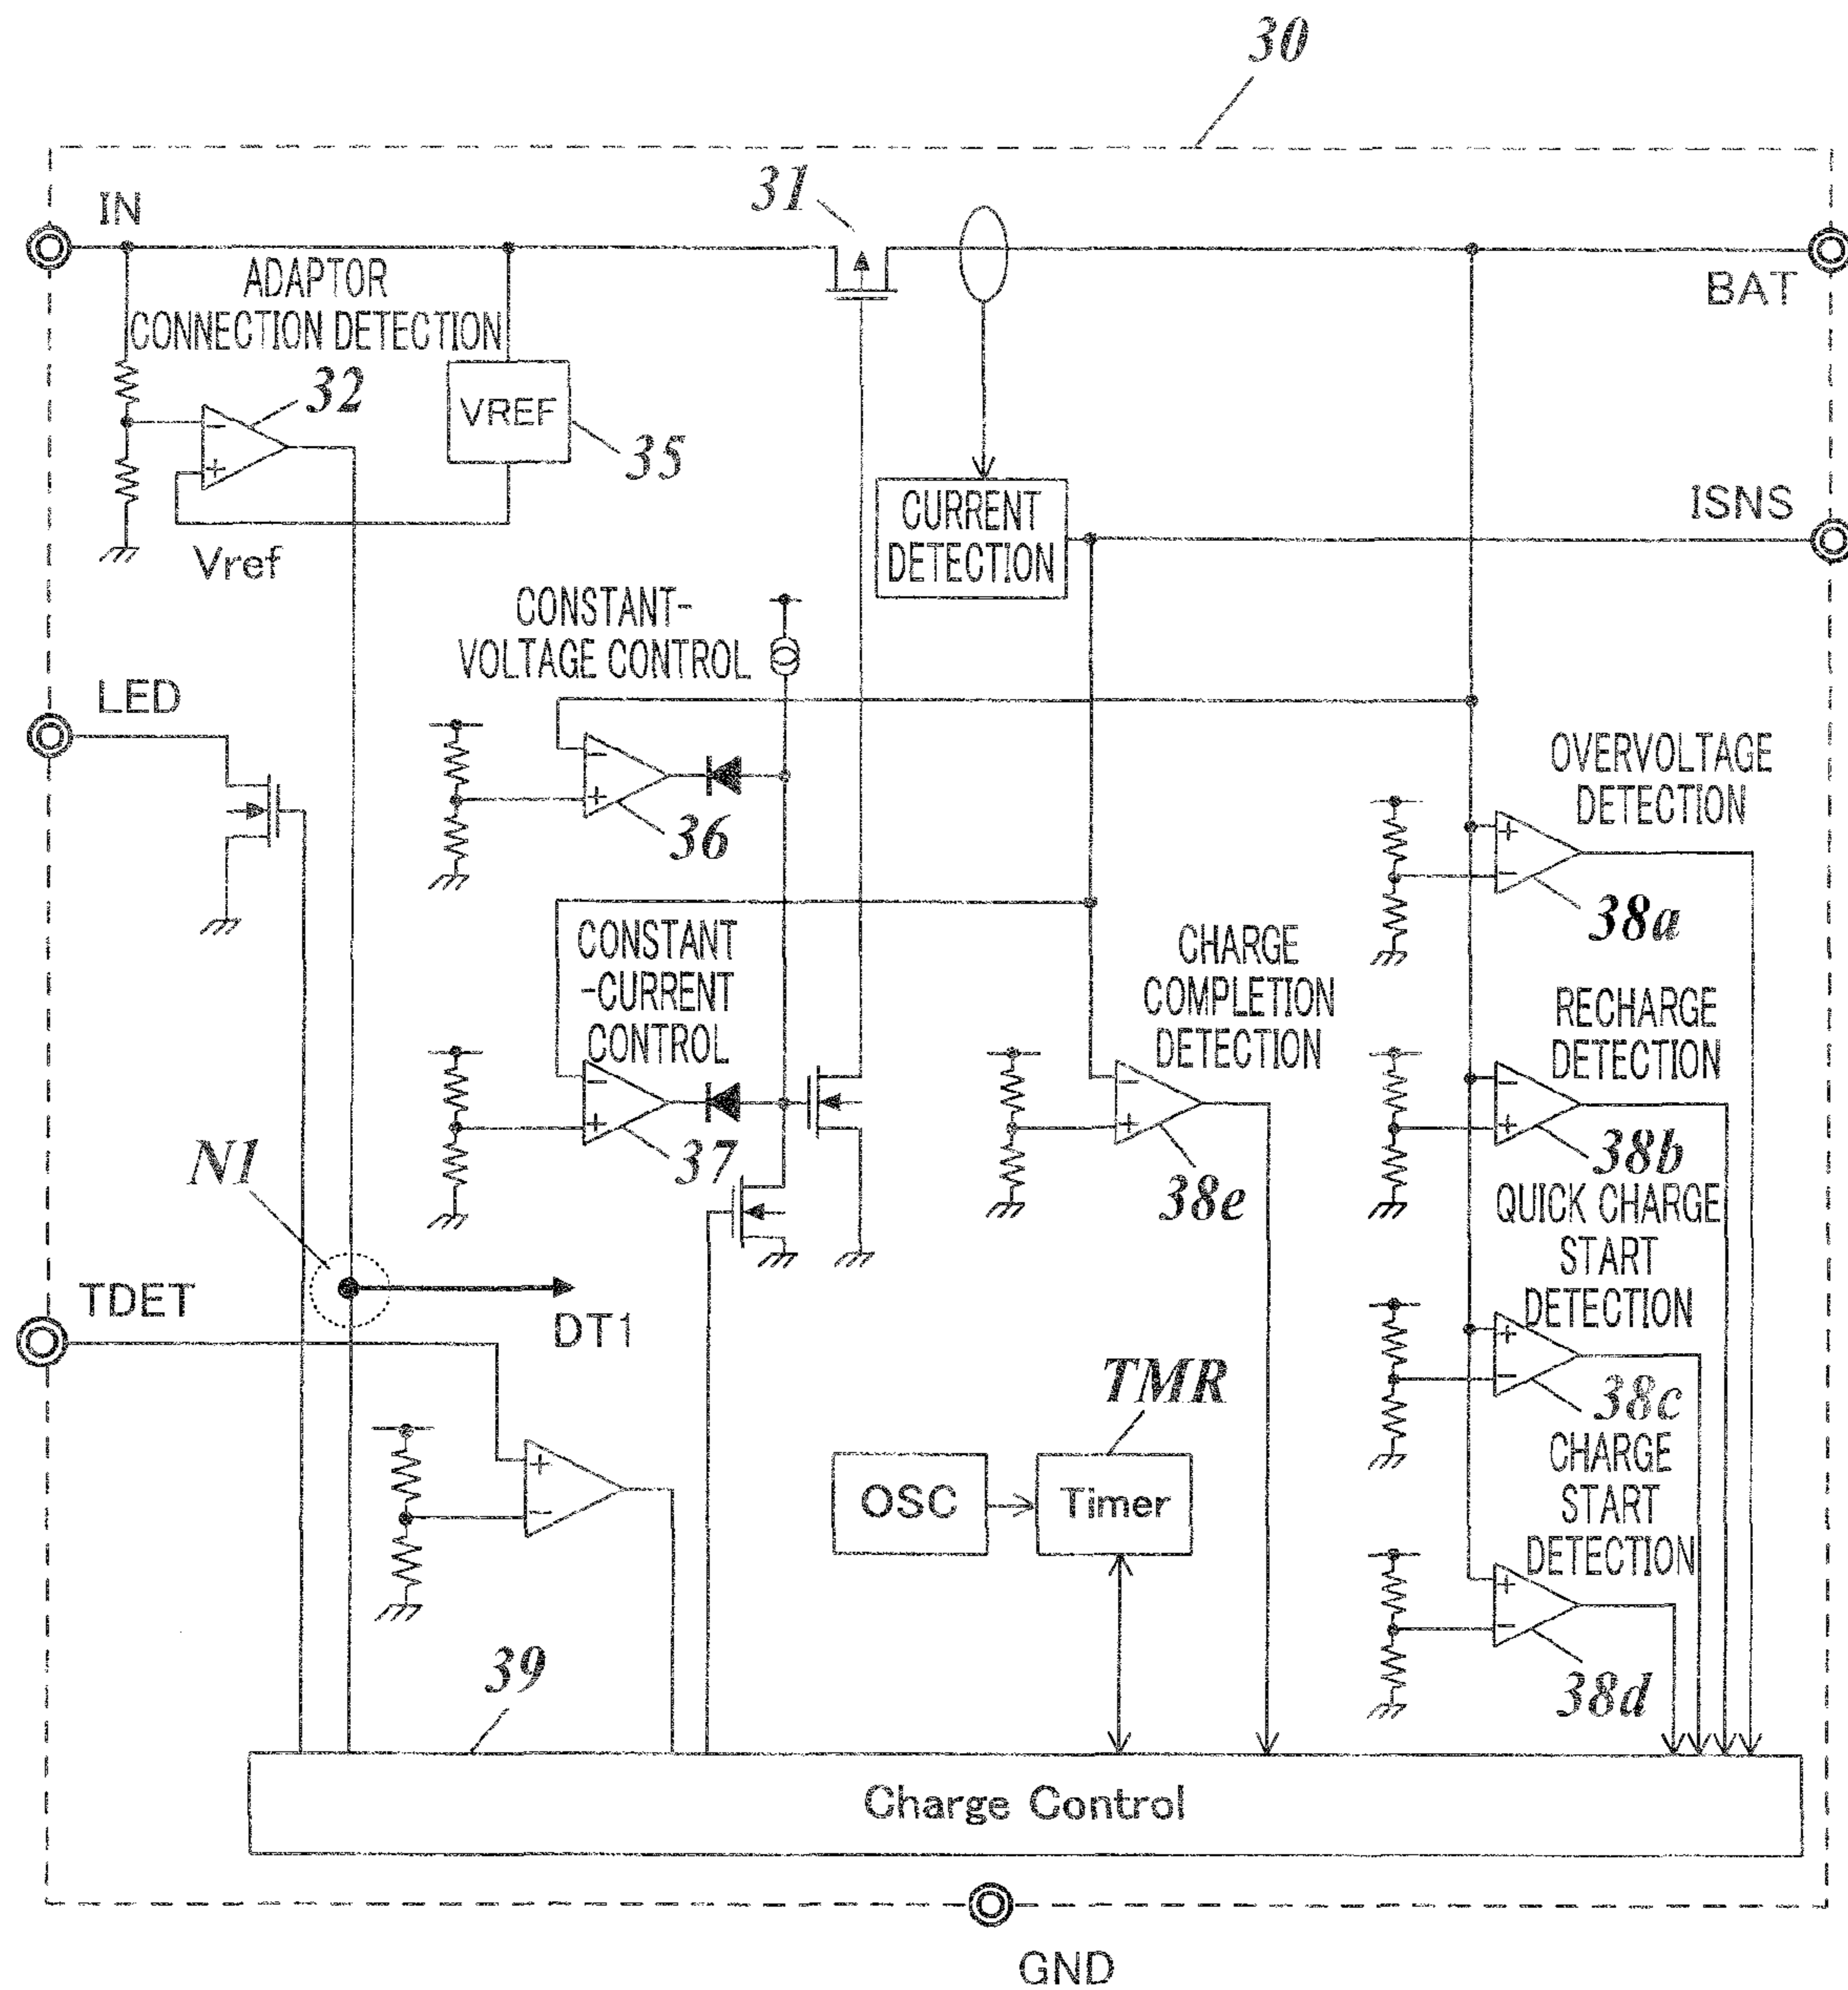 30
31
IN
ADAPTOR
CONNECTION DETECTION
BAT
32
VREF
35
Vref
CURRENT
DETECTION
ISNS
CONSTANT-
VOLTAGE CONTROL
LED
-
+
36
OVERVOLTAGE
DETECTION
38a
CONSTANT
-CURRENT
CONTROL
37
CHARGE
COMPLETION
DETECTION
38e
RECHARGE
DETECTION
38b
N1
QUICK CHARGE
START
DETECTION
38c
TDET
DT1
TMR
OSC
Timer
CHARGE
START
DETECTION
38d
39
Charge Control
GND